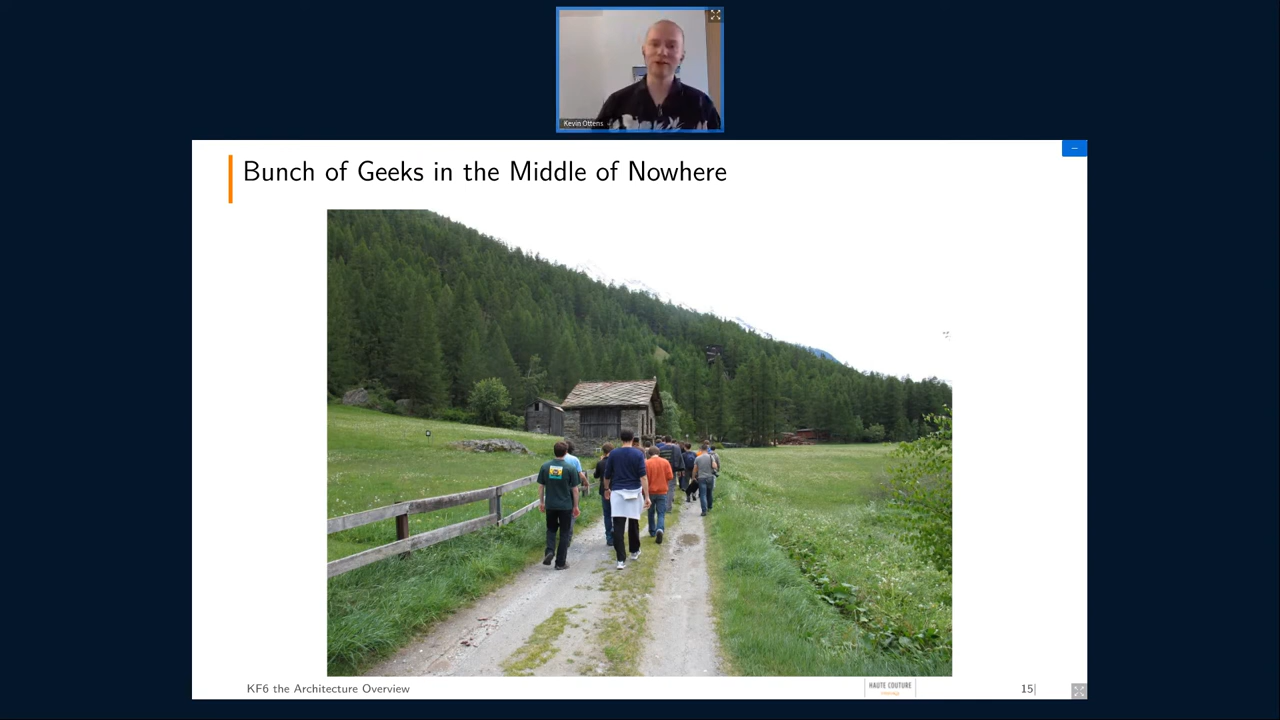 Kevin Ottens
Bunch of Geeks in the Middle of Nowhere
KF6 the Architecture Overview
HAUTE COUTURE
15